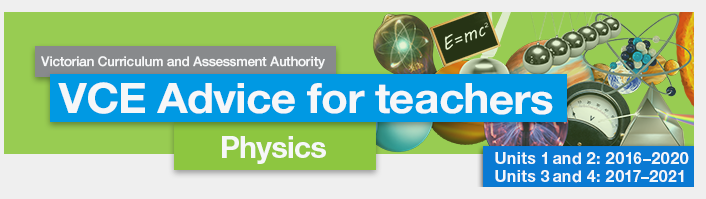 E=mc²
Victorian Curriculum and Assessment Authority
VCE Advice for teachers
Physics
V
Units 1 and 2: 2016–2020
Units 3 and 4: 2017–2021